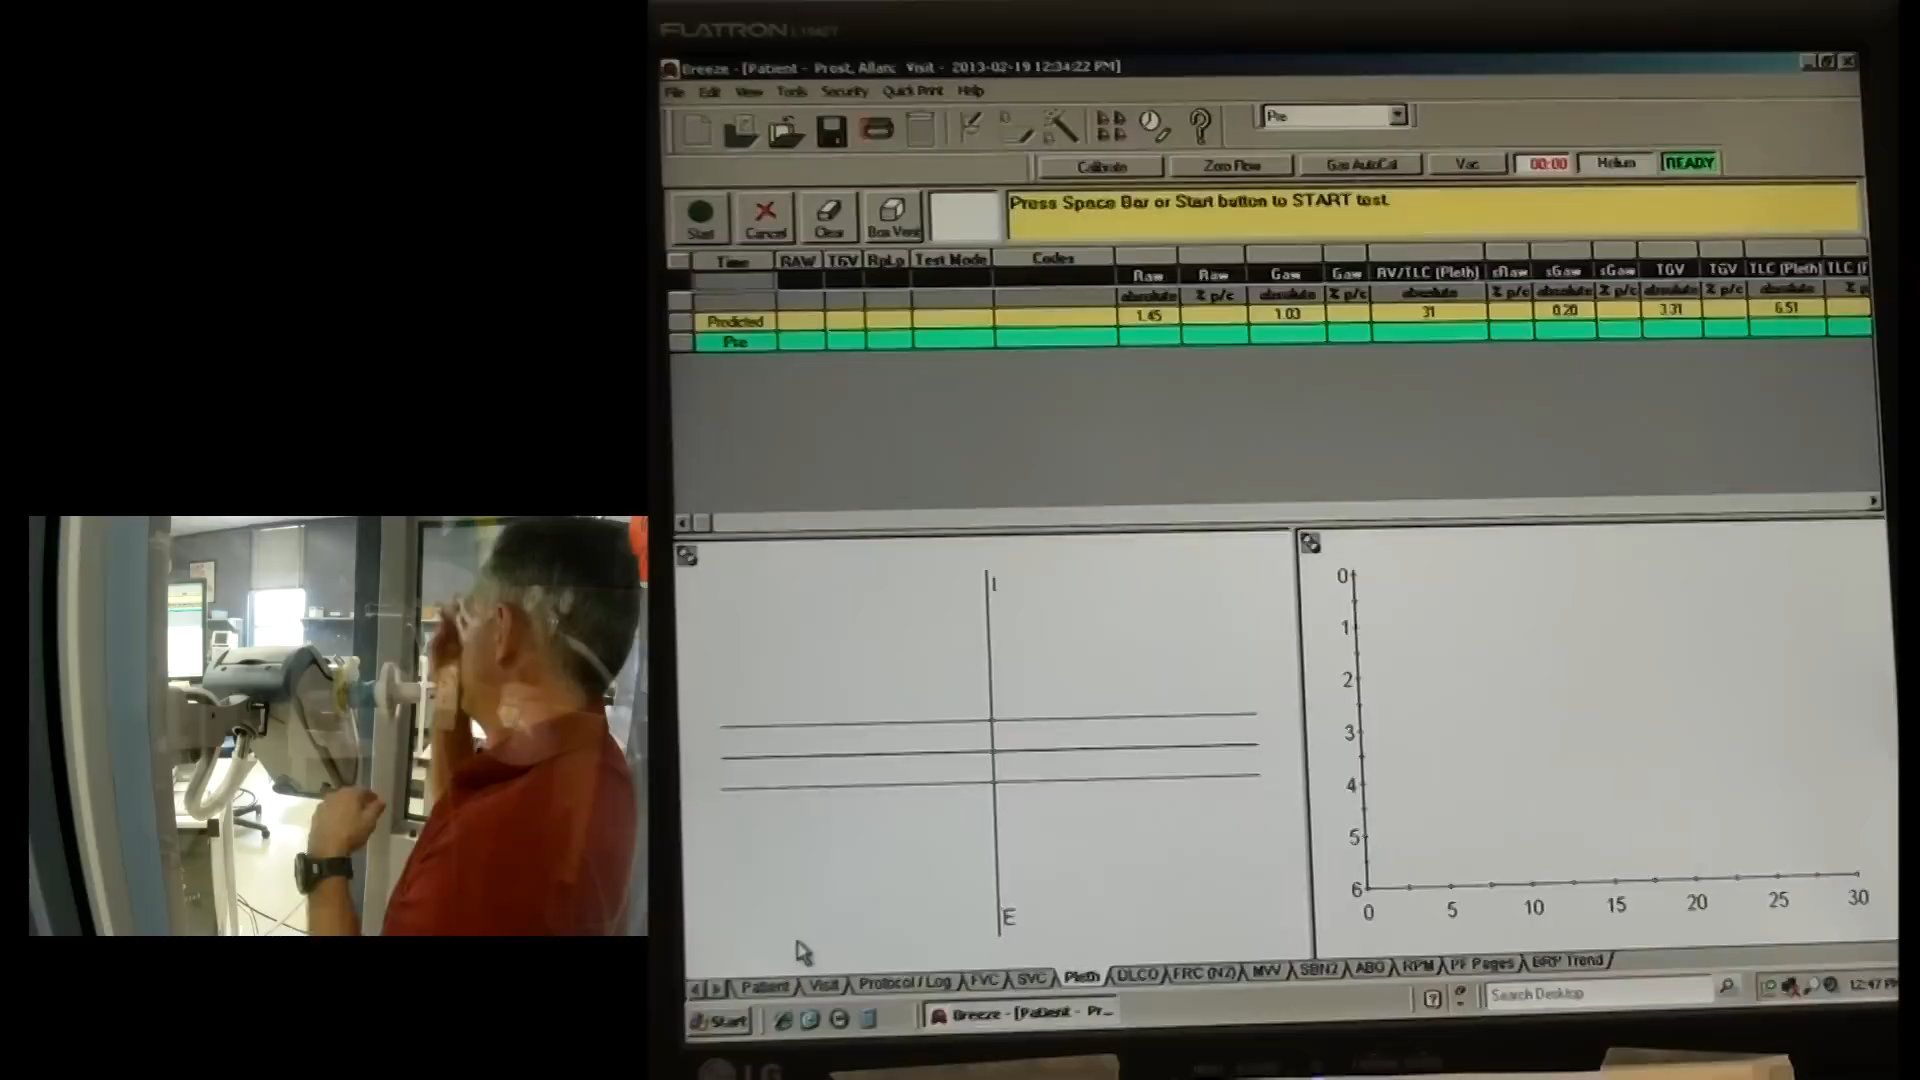 FLATRON L1942T
Breeze - [Patient - Prost, Allan: Visit - 2013-02-19 12:34:22 PM]
File Edit View Tools Security Quick Print Help
Pre
Calibrate Zero Flow Gas AutoCal Vac 00:00 Helium READY
Start Cancel Clear Box Vent
Press Space Bar or Start button to START test.
Time RAW TGV RpLp Test Mode Codes
Raw Raw Gaw Gaw RV/TLC (Pleth) sRaw sGaw sGaw TGV TGV TLC (Pleth)
absolute % p/c absolute % p/c absolute % p/c absolute % p/c absolute % p/c absolute
Predicted 1.45 1.03 31 0.20 3.31 6.51
Pre
I
E
0
1
2
3
4
5
6
0 5 10 15 20 25 30
Patient Visit Protocol / Log FVC SVC Pleth DLCO FRC (N2) MVV SBN2 ABG RPM PF Pages BRP Trend
Start Breeze - [Patient - Pr... Search Desktop 12:47 PM
LG